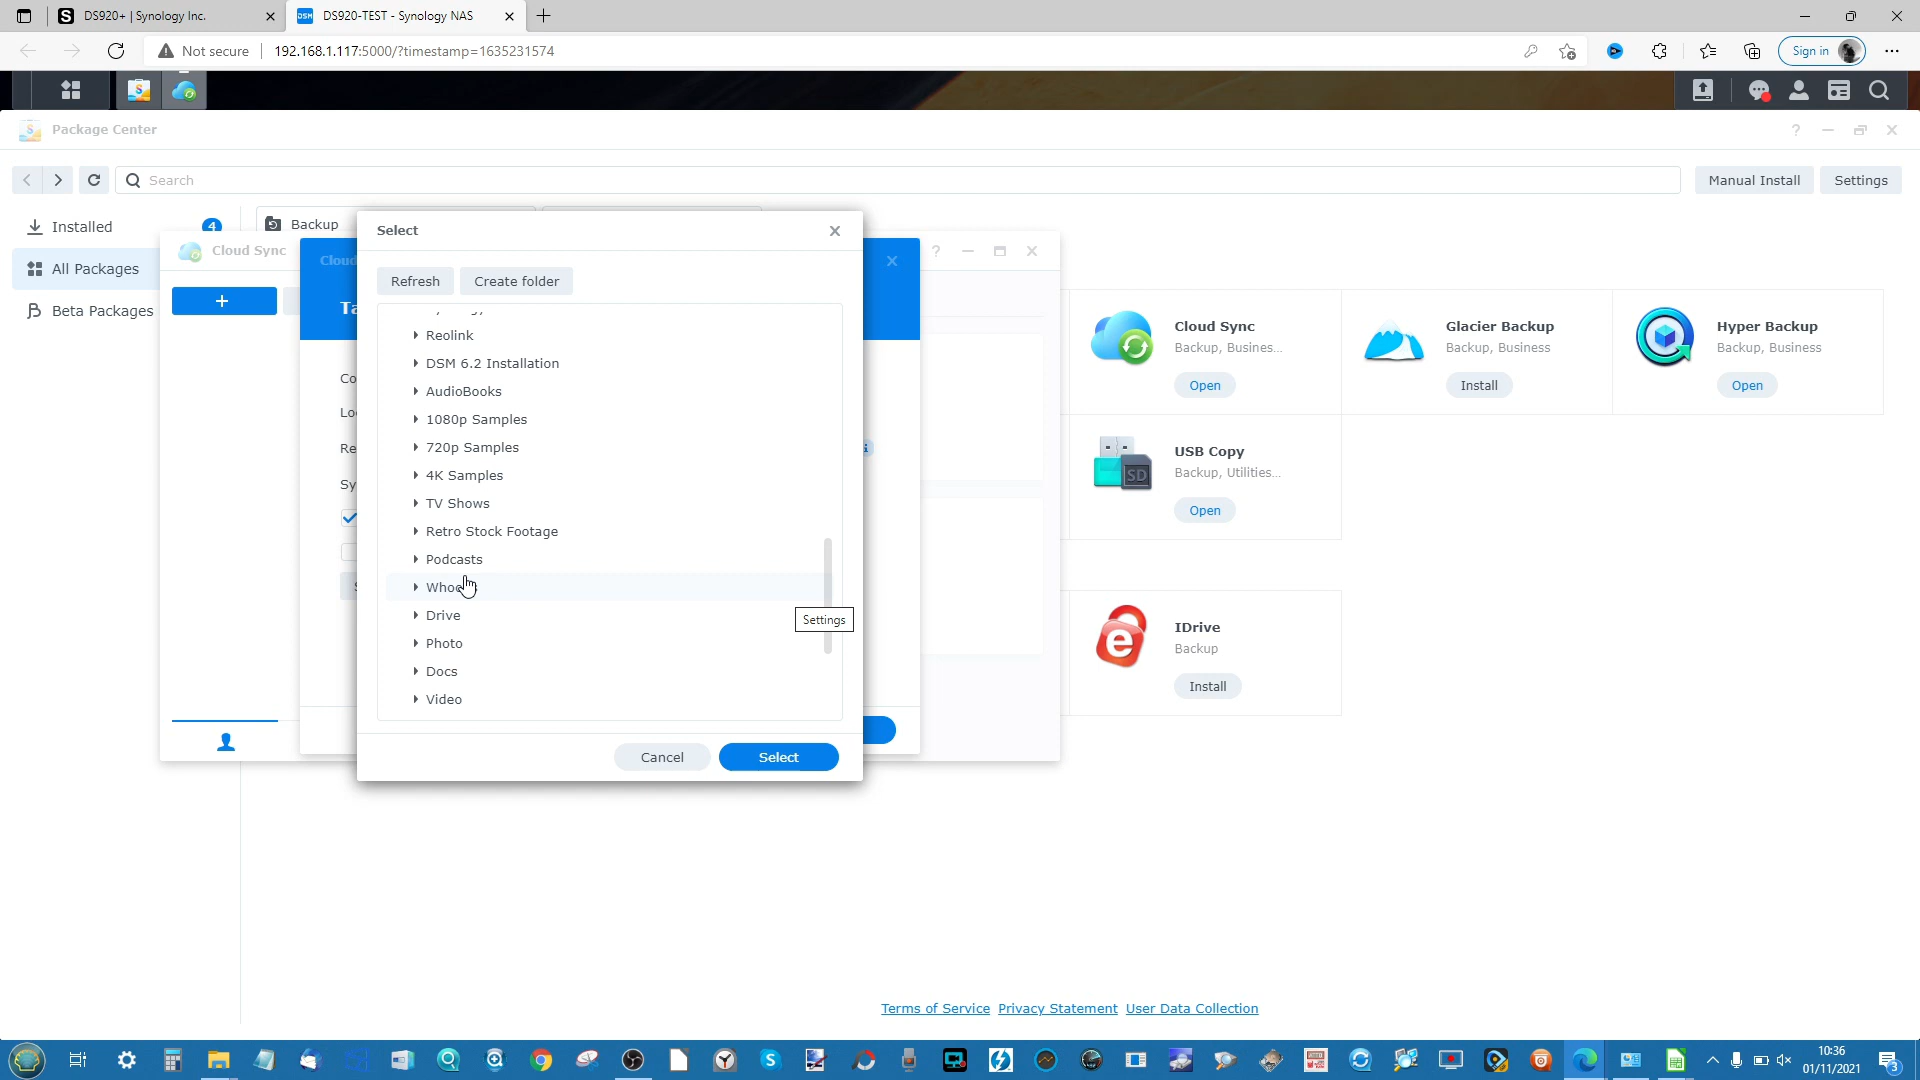 DS920+ | Synology Inc.
DS920-TEST - Synology NAS
Not secure
192.168.1.117:5000/?timestamp=1635231574
Sign in
Package Center
Search
Manual Install
Settings
Installed
4
All Packages
Beta Packages
Backup
Cloud Sync
Select
Refresh
Create folder
Reolink
DSM 6.2 Installation
AudioBooks
1080p Samples
720p Samples
4K Samples
TV Shows
Retro Stock Footage
Podcasts
Drive
Photo
Docs
Video
Settings
Cancel
Select
Cloud Sync
Backup, Busines...
Open
Glacier Backup
Backup, Business
Install
Hyper Backup
Backup, Business
Open
USB Copy
Backup, Utilities...
Open
IDrive
Backup
Install
Terms of Service Privacy Statement User Data Collection
10:36
01/11/2021
3